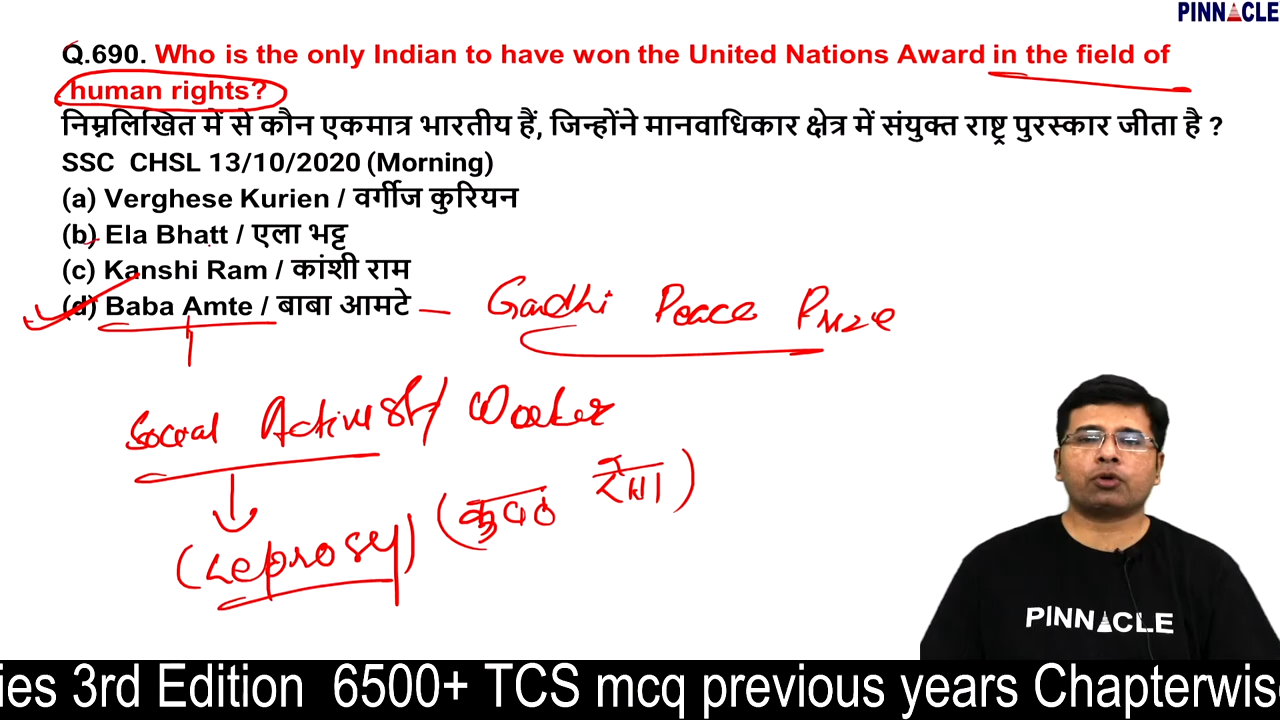 PINNACLE
Q.690. Who is the only Indian to have won the United Nations Award in the field of
human rights?
निम्नलिखित में से कौन एकमात्र भारतीय हैं, जिन्होंने मानवाधिकार क्षेत्र में संयुक्त राष्ट्र पुरस्कार जीता है ?
SSC CHSL 13/10/2020 (Morning)
(a) Verghese Kurien / वर्गीज कुरियन
(b) Ela Bhatt / एला भट्ट
(c) Kanshi Ram / कांशी राम
(d) Baba Amte / बाबा आमटे — Gandhi Peace Prize
Social Activist/ Worker
(Leprosy) (कुष्ठ रोग)
PINNACLE
ies 3rd Edition 6500+ TCS mcq previous years Chapterwise